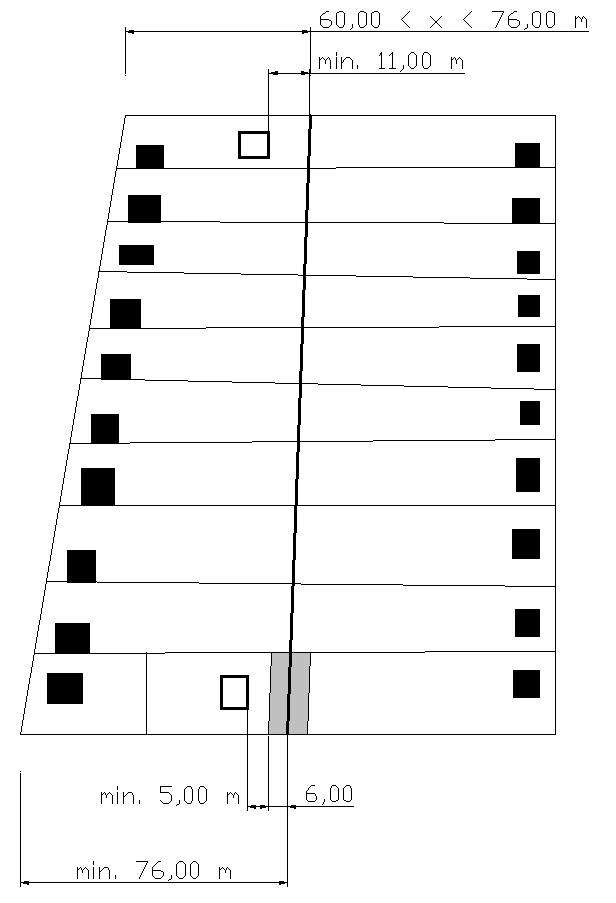 60,00 < x < 76,00 m
min. 11,00 m
min. 5,00 m
6,00
min. 76,00 m